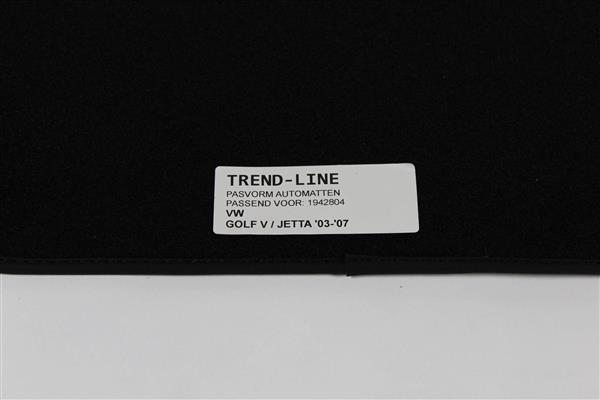 TREND-LINE
PASVORM AUTOMATTEN
PASSEND VOOR: 1942804
VW
GOLF V / JETTA '03-'07